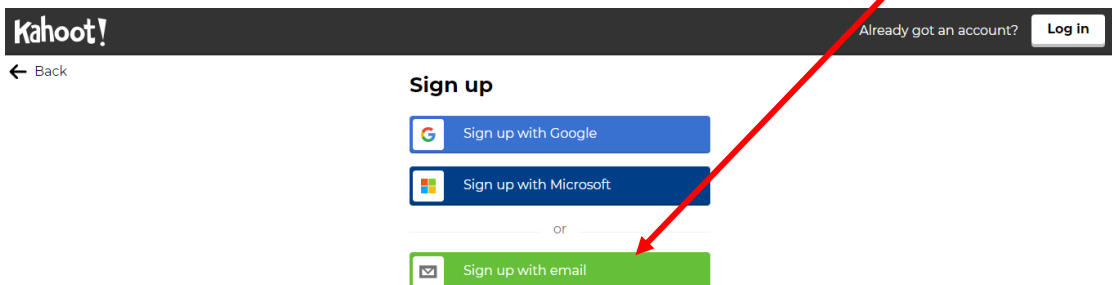 Kahoot!
Already got an account?
Log in
Back
Sign up
Sign up with Google
Sign up with Microsoft
or
Sign up with email